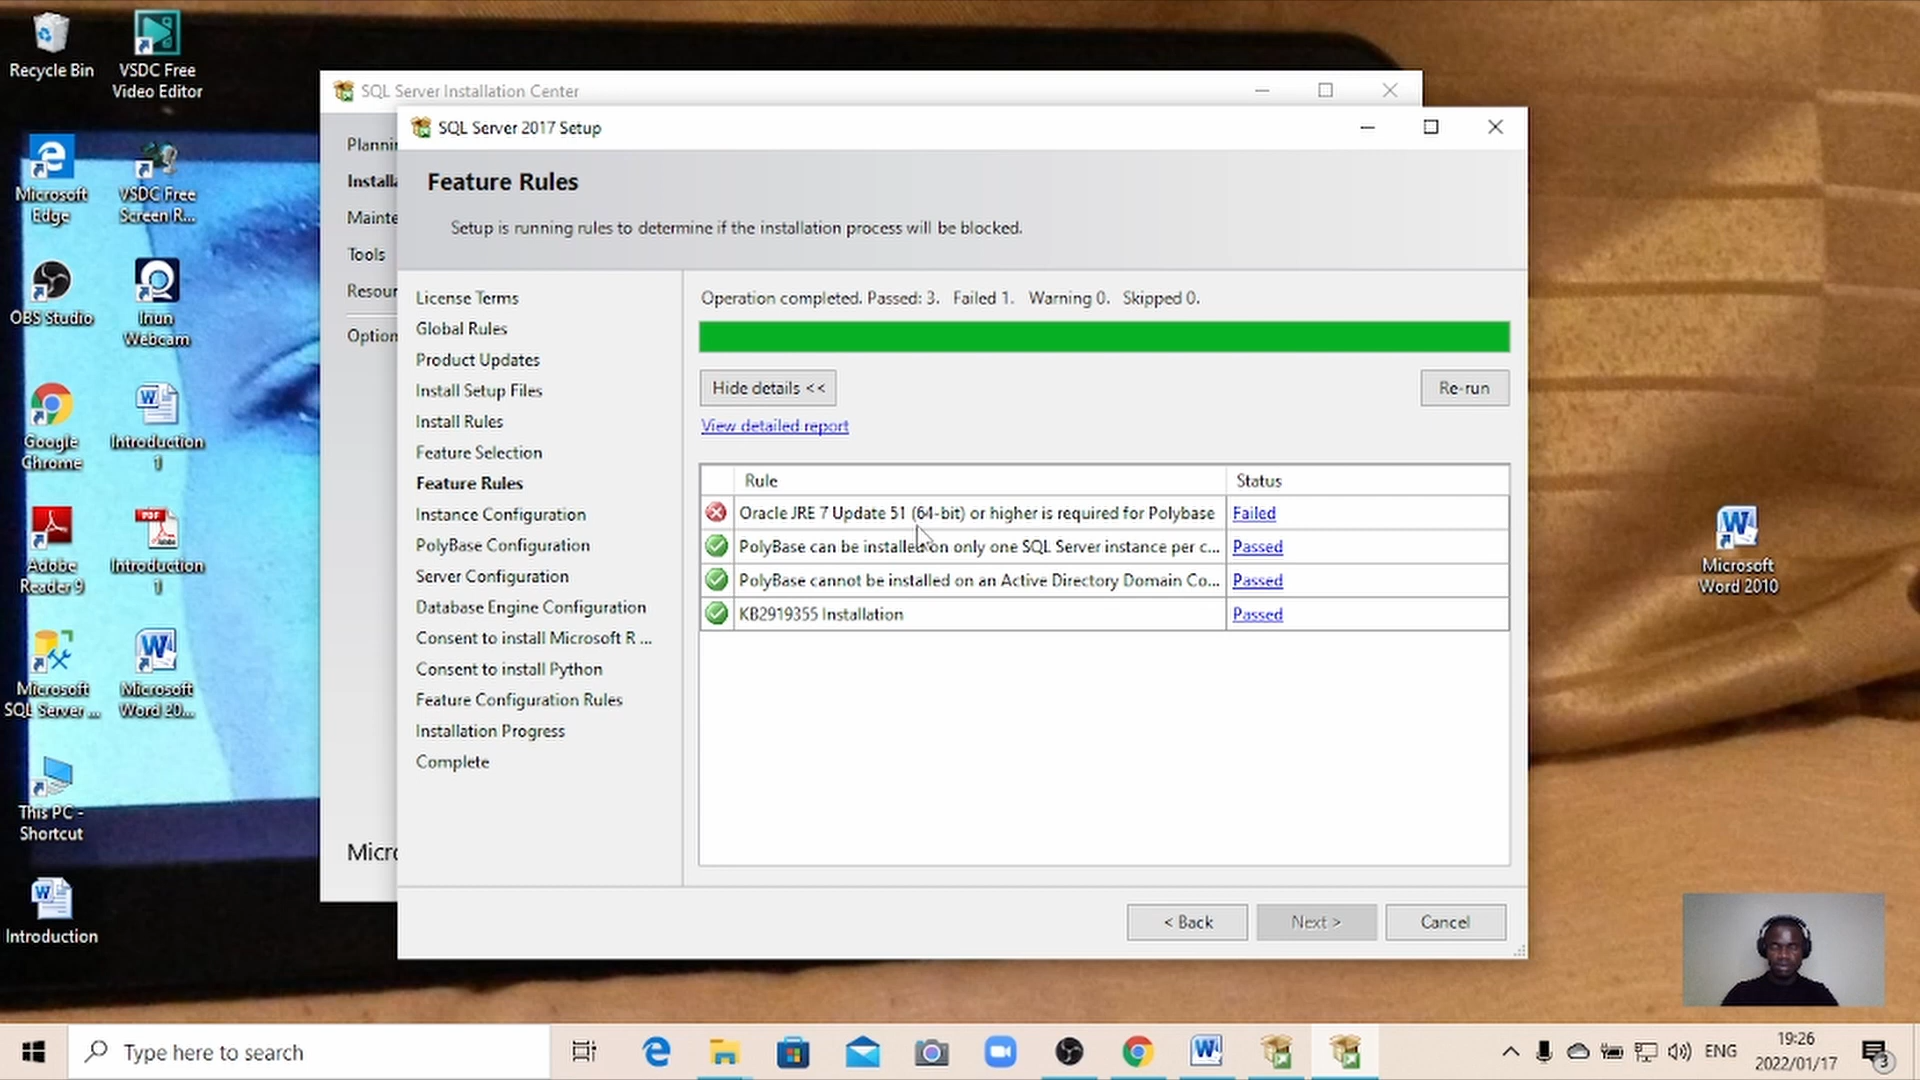 Recycle Bin
VSDC Free
Video Editor
Microsoft
Edge
VSDC Free
Screen R...
OBS Studio
Inun
Webcam
Google
Chrome
Introduction
1
Adobe
Reader 9
Introduction
1
Microsoft
SQL Server ...
Microsoft
Word 20...
This PC -
Shortcut
Introduction
SQL Server Installation Center
Planni
Installa
Mainte
Tools
Resour
Option
Micro
SQL Server 2017 Setup
Feature Rules
Setup is running rules to determine if the installation process will be blocked.
License Terms
Global Rules
Product Updates
Install Setup Files
Install Rules
Feature Selection
Feature Rules
Instance Configuration
PolyBase Configuration
Server Configuration
Database Engine Configuration
Consent to install Microsoft R ...
Consent to install Python
Feature Configuration Rules
Installation Progress
Complete
Operation completed. Passed: 3. Failed 1. Warning 0. Skipped 0.
Hide details <<
Re-run
View detailed report
Rule Status
Oracle JRE 7 Update 51 (64-bit) or higher is required for Polybase Failed
PolyBase can be installed on only one SQL Server instance per c... Passed
PolyBase cannot be installed on an Active Directory Domain Co... Passed
KB2919355 Installation Passed
< Back
Next >
Cancel
Microsoft
Word 2010
Type here to search
ENG
19:26
2022/01/17
3